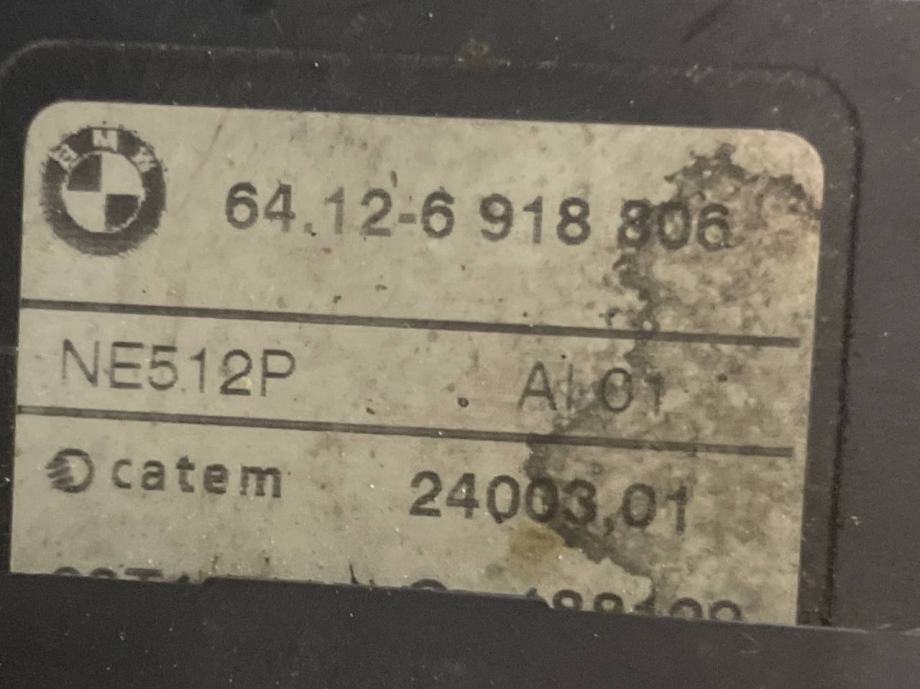 BMW
64.12-6 918 806
NE512P AI 01
catem 24003,01